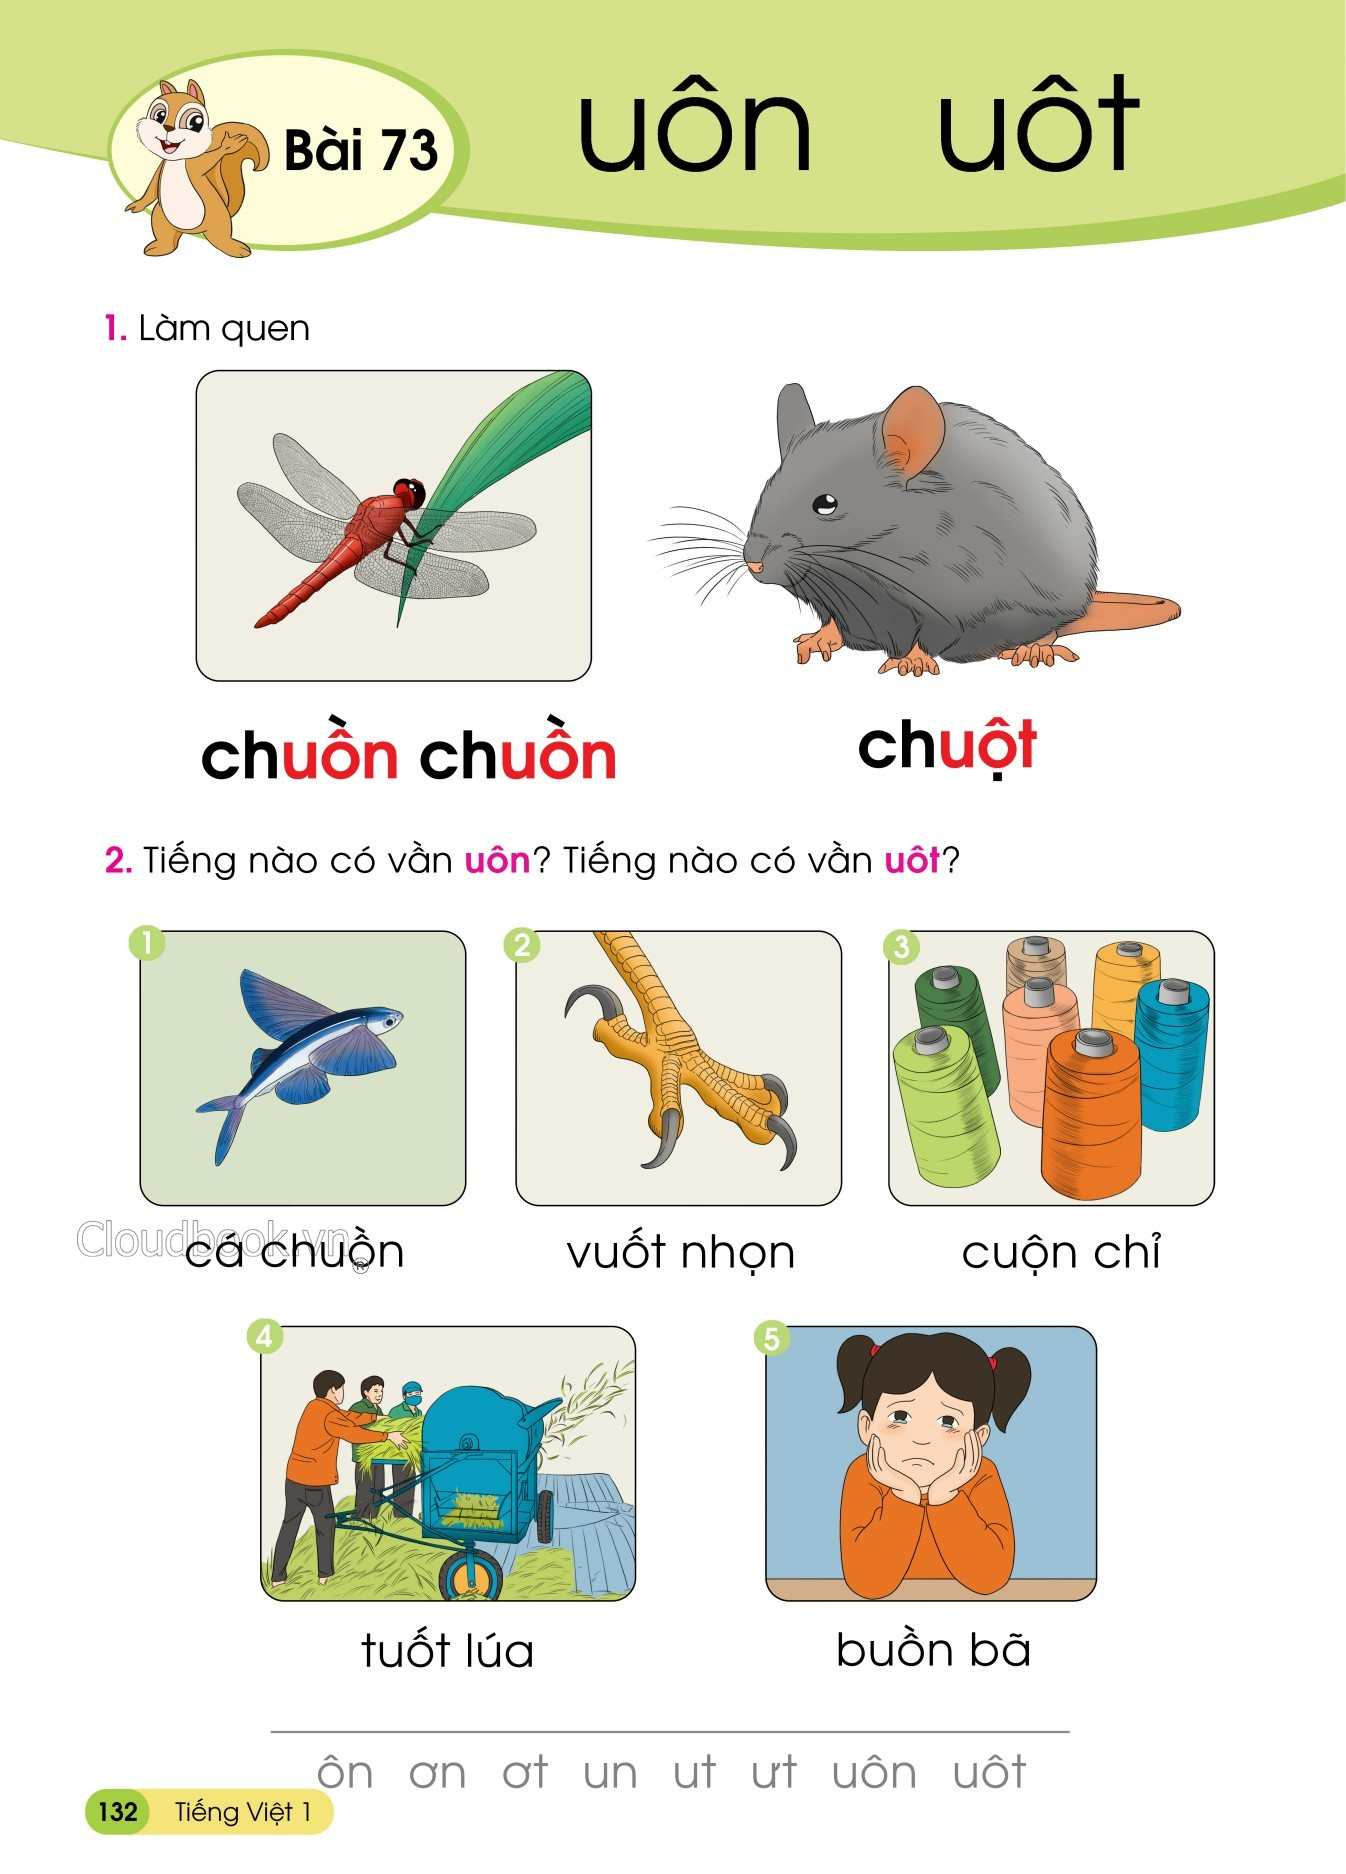 Bài 73
uôn uôt
1. Làm quen
chuồn chuồn
chuột
2. Tiếng nào có vần uôn? Tiếng nào có vần uôt?
1
2
3
Cloudbook.vn®
cá chuồn
vuốt nhọn
cuộn chỉ
4
5
tuốt lúa
buồn bã
ôn ơn ơt un ut ưt uôn uôt
132 Tiếng Việt 1